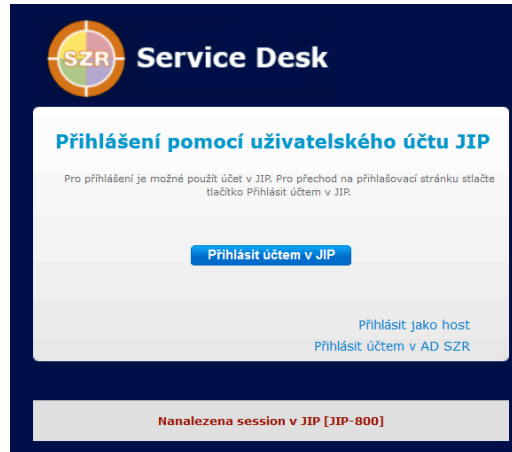 SZR
Service Desk
Přihlášení pomocí uživatelského účtu JIP
Pro přihlášení je možné použít účet v JIP. Pro přechod na přihlašovací stránku stlačte
tlačítko Přihlásit účtem v JIP.
Přihlásit účtem v JIP
Přihlásit jako host
Přihlásit účtem v AD SZR
Nanalezena session v JIP [JIP-800]